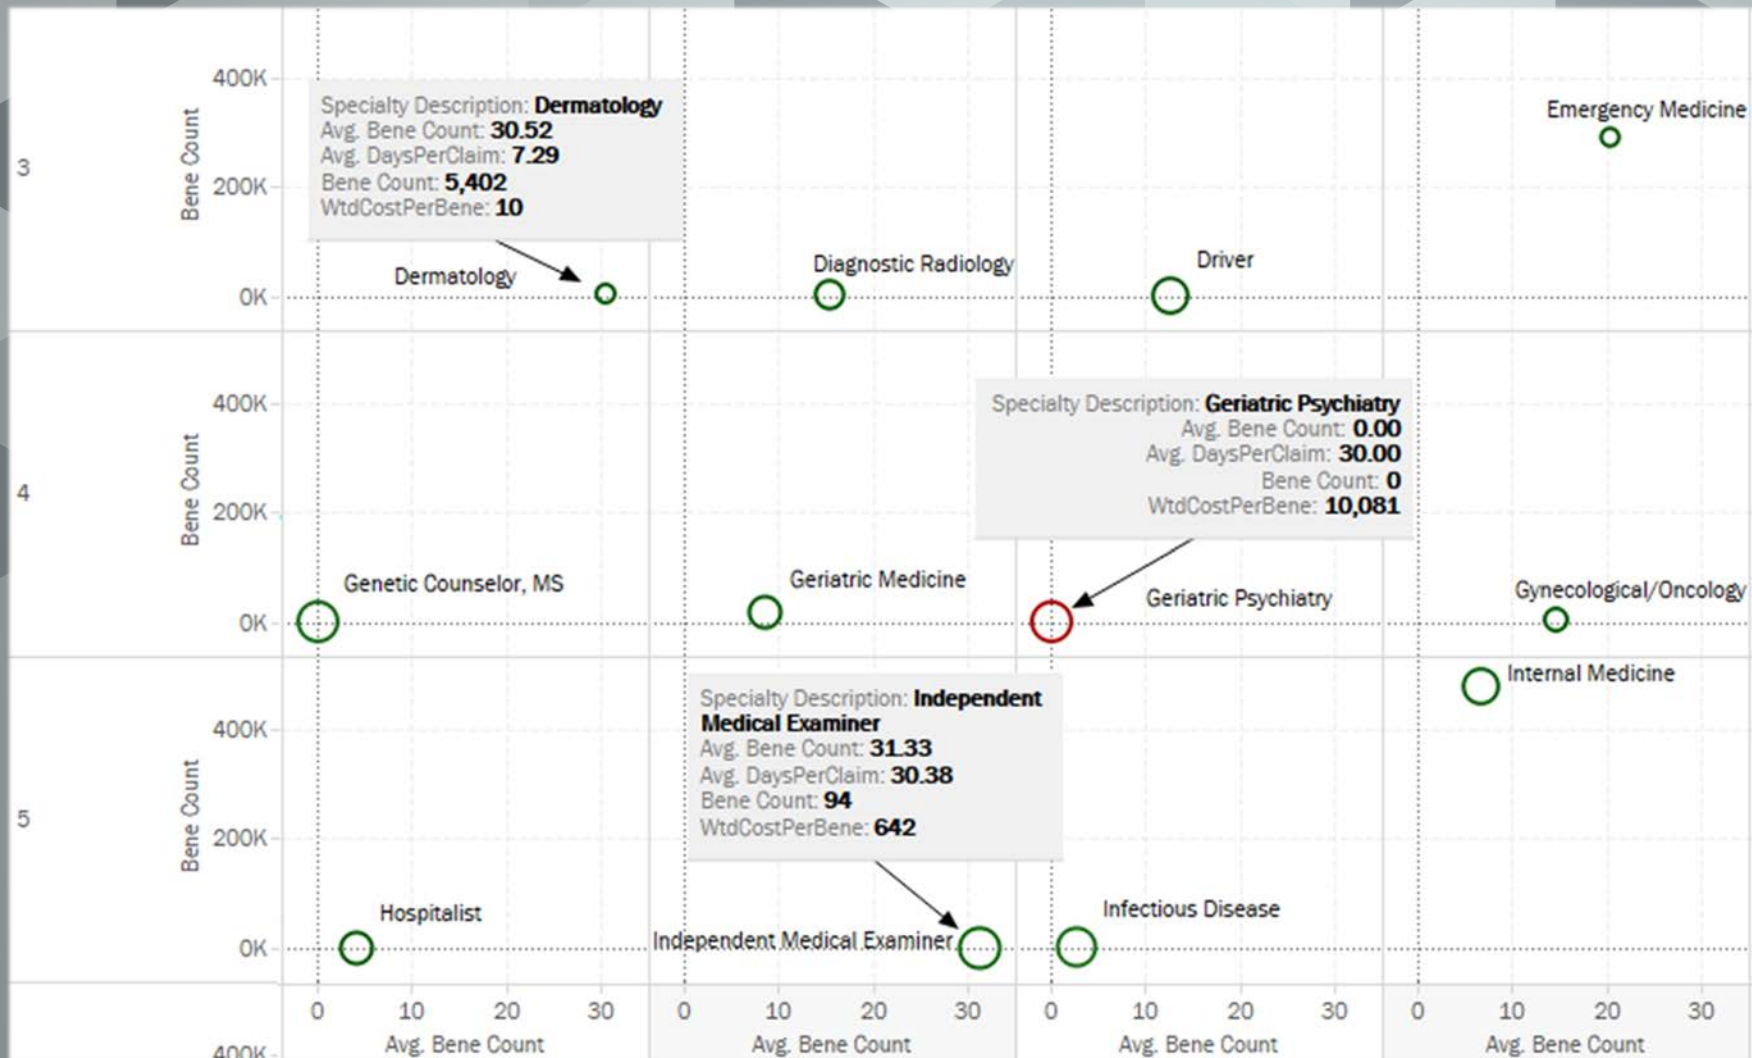 400K
Specialty Description: Dermatology
Avg. Bene Count: 30.52
Avg. DaysPerClaim: 7.29
Bene Count: 5,402
WtdCostPerBene: 10
Emergency Medicine
3
Bene Count
200K
Dermatology
Diagnostic Radiology
Driver
0K
400K
Specialty Description: Geriatric Psychiatry
Avg. Bene Count: 0.00
Avg. DaysPerClaim: 30.00
Bene Count: 0
WtdCostPerBene: 10,081
4
Bene Count
200K
Genetic Counselor, MS
Geriatric Medicine
Geriatric Psychiatry
Gynecological/Oncology
0K
Internal Medicine
Specialty Description: Independent
Medical Examiner
Avg. Bene Count: 31.33
Avg. DaysPerClaim: 30.38
Bene Count: 94
WtdCostPerBene: 642
400K
5
Bene Count
200K
Hospitalist
Independent Medical Examiner
Infectious Disease
0K
0 10 20 30 0 10 20 30 0 10 20 30 0 10 20 30
Avg. Bene Count Avg. Bene Count Avg. Bene Count Avg. Bene Count
400K